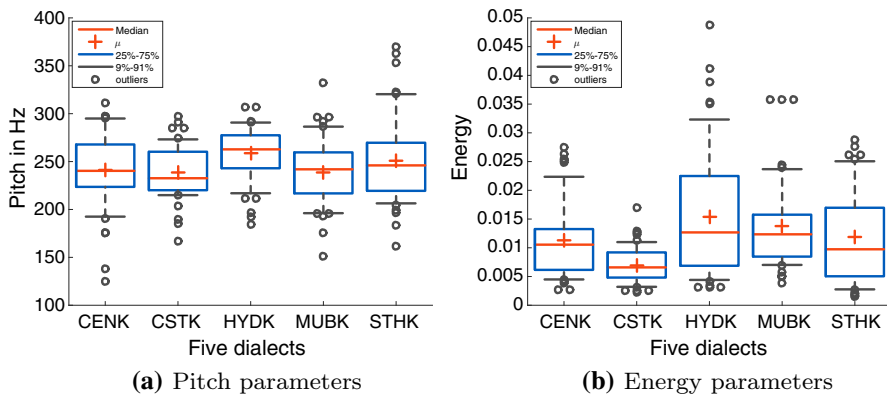 400
350
300
250
200
150
100
Pitch in Hz
Median
μ
25%-75%
9%-91%
outliers
CENK CSTK HYDK MUBK STHK
Five dialects
(a) Pitch parameters
0.05
0.045
0.04
0.035
0.03
0.025
0.02
0.015
0.01
0.005
0
Energy
Median
μ
25%-75%
9%-91%
outliers
CENK CSTK HYDK MUBK STHK
Five dialects
(b) Energy parameters